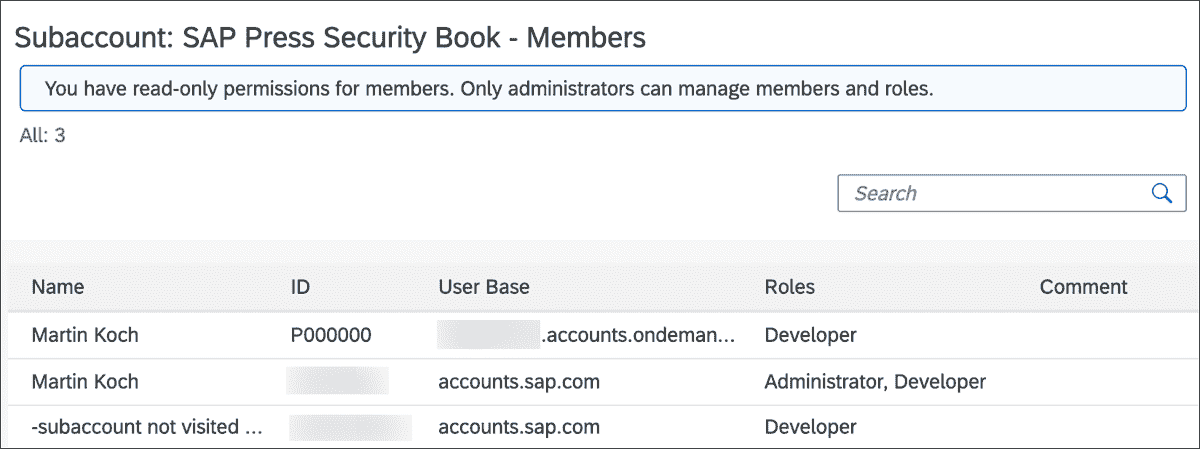 Subaccount: SAP Press Security Book - Members
You have read-only permissions for members. Only administrators can manage members and roles.
All: 3
Search
Name ID User Base Roles Comment
Martin Koch P000000 .accounts.ondeman... Developer
Martin Koch accounts.sap.com Administrator, Developer
-subaccount not visited ... accounts.sap.com Developer